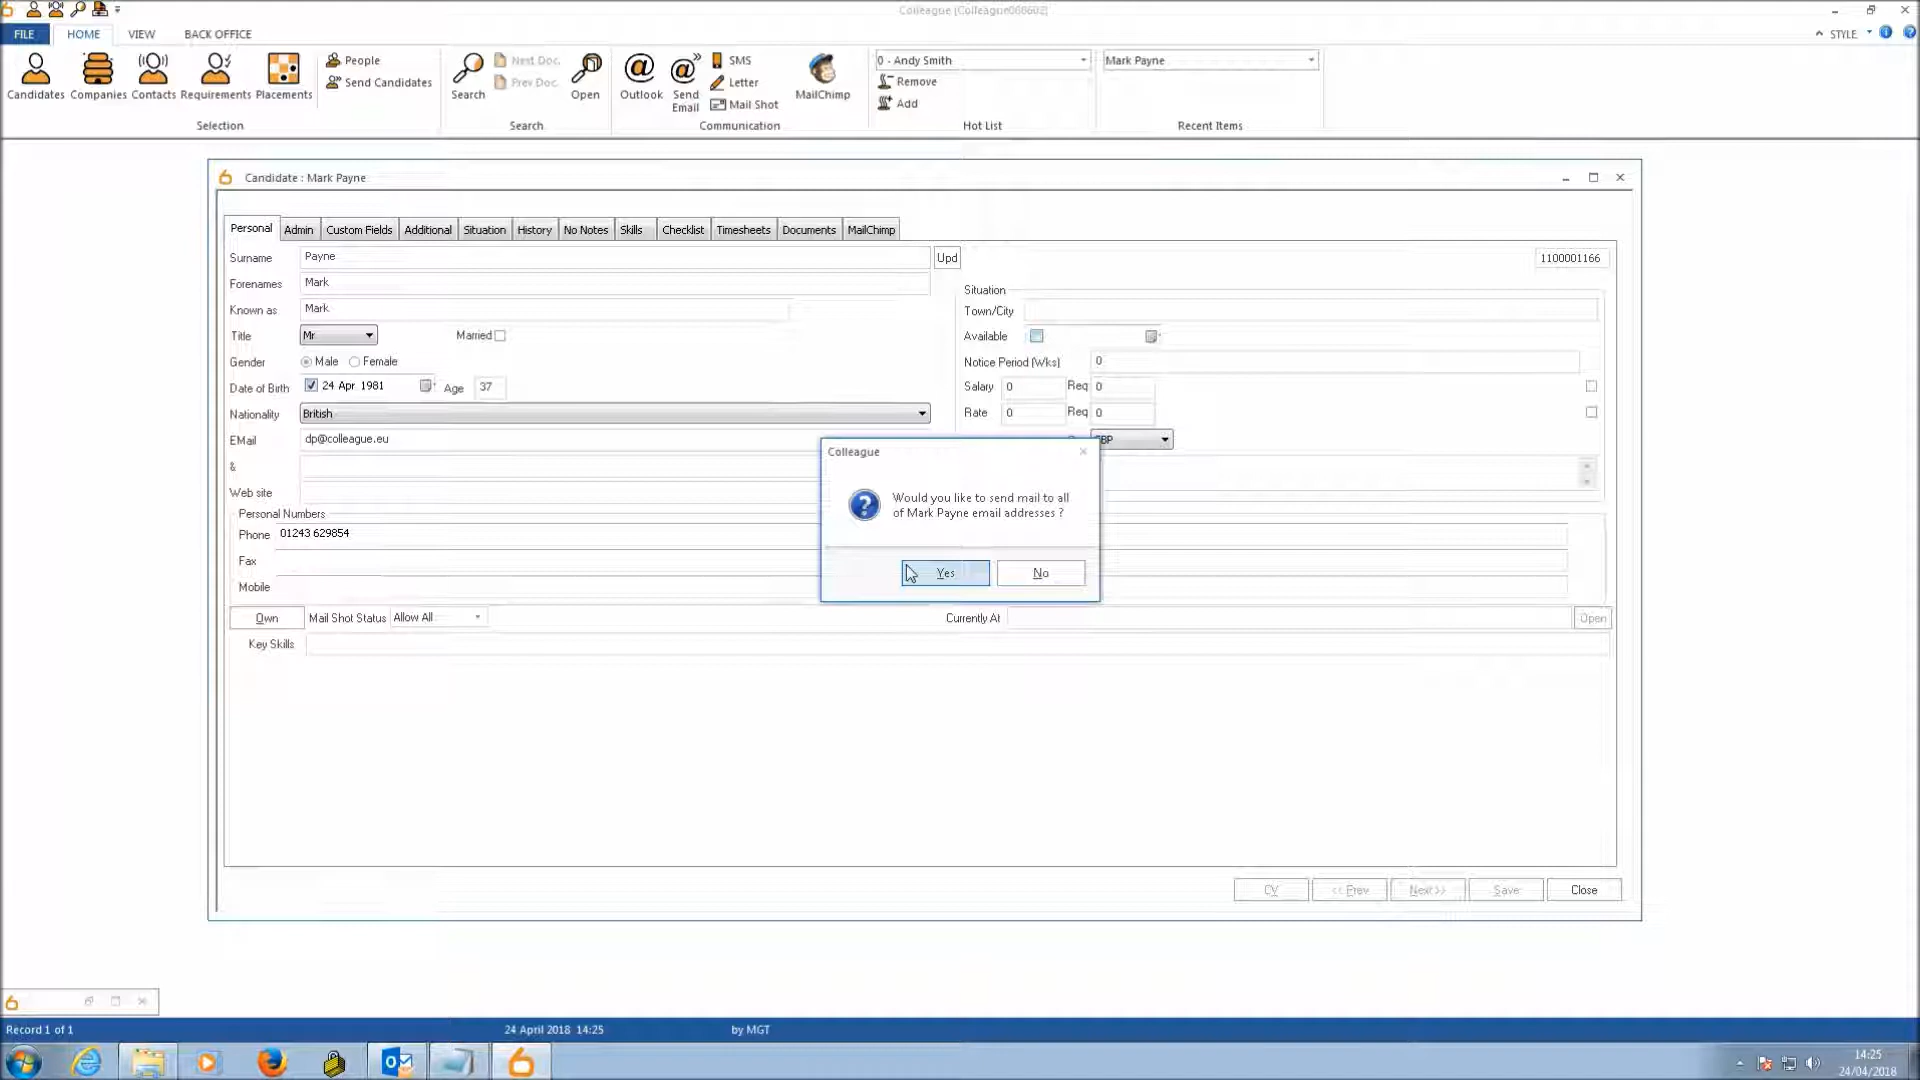 Colleague [Colleague080602]
FILE HOME VIEW BACK OFFICE STYLE
Candidates Companies Contacts Requirements Placements
People
Send Candidates
Selection
Search
Next Doc.
Prev Doc.
Open
Search
Outlook
Send Email
SMS
Letter
Mail Shot
Communication
MailChimp
0 - Andy Smith
Remove
Add
Hot List
Mark Payne
Recent Items
Candidate : Mark Payne
Personal Admin Custom Fields Additional Situation History No Notes Skills Checklist Timesheets Documents MailChimp
Surname Payne Upd 1100001166
Forenames Mark
Known as Mark
Title Mr Married
Gender Male Female
Date of Birth 24 Apr 1981 Age 37
Nationality British
EMail dp@colleague.eu
&
Web site
Situation
Town/City
Available
Notice Period (Wks) 0
Salary 0 Req 0
Rate 0 Req 0
Personal Numbers
Phone 01243 629854
Fax
Mobile
Colleague
Would you like to send mail to all
of Mark Payne email addresses ?
Yes No
Own Mail Shot Status Allow All Currently At Open
Key Skills
CV << Prev Next >> Save Close
Record 1 of 1 24 April 2018 14:25 by MGT
14:25
24/04/2018